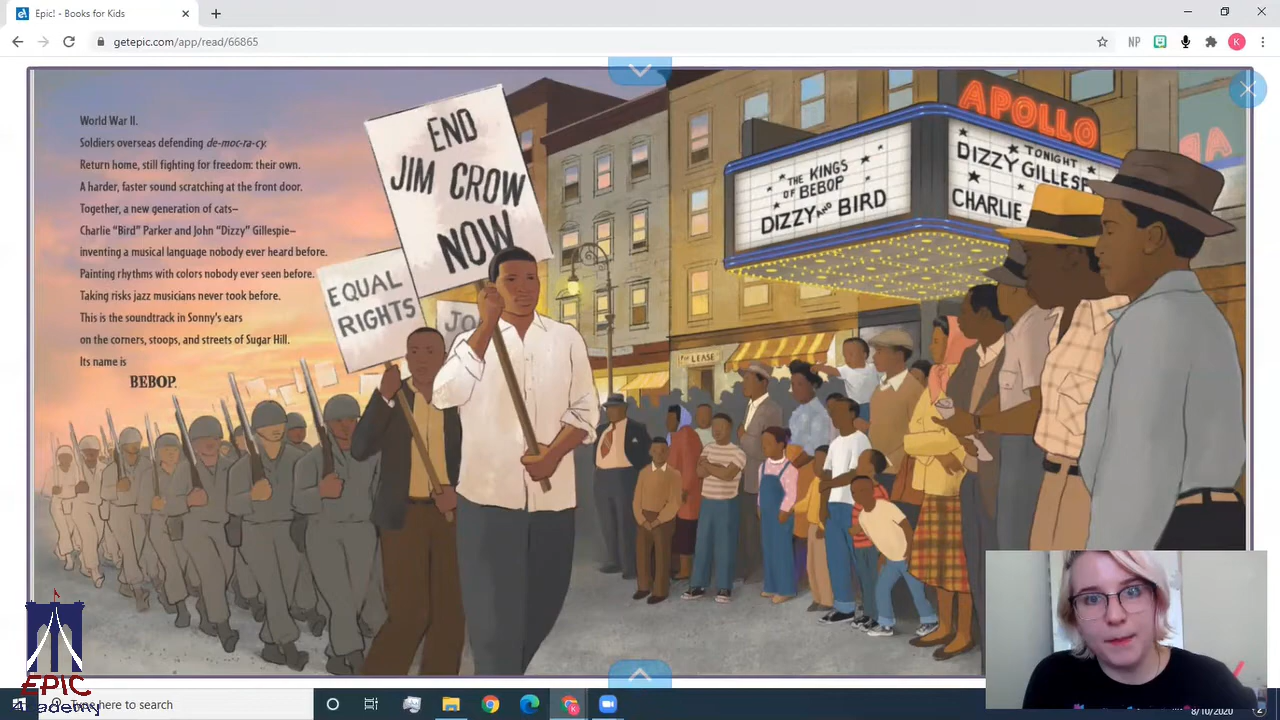 Epic! - Books for Kids
getepic.com/app/read/66865
NP
K
World War II.
Soldiers overseas defending de-moc-ra-cy.
Return home, still fighting for freedom: their own.
A harder, faster sound scratching at the front door.
Together, a new generation of cats–
Charlie “Bird” Parker and John “Dizzy” Gillespie–
inventing a musical language nobody ever heard before.
Painting rhythms with colors nobody ever seen before.
Taking risks jazz musicians never took before.
This is the soundtrack in Sonny's ears
on the corners, stoops, and streets of Sugar Hill.
Its name is
BEBOP.
END
JIM CROW
NOW
EQUAL
RIGHTS
JO
FOR LEASE
THE KINGS
OF BEBOP
DIZZY AND BIRD
APOLLO
TONIGHT
DIZZY GILLESP
CHARLIE
EPIC
Academy
Type here to search
8/10/2020